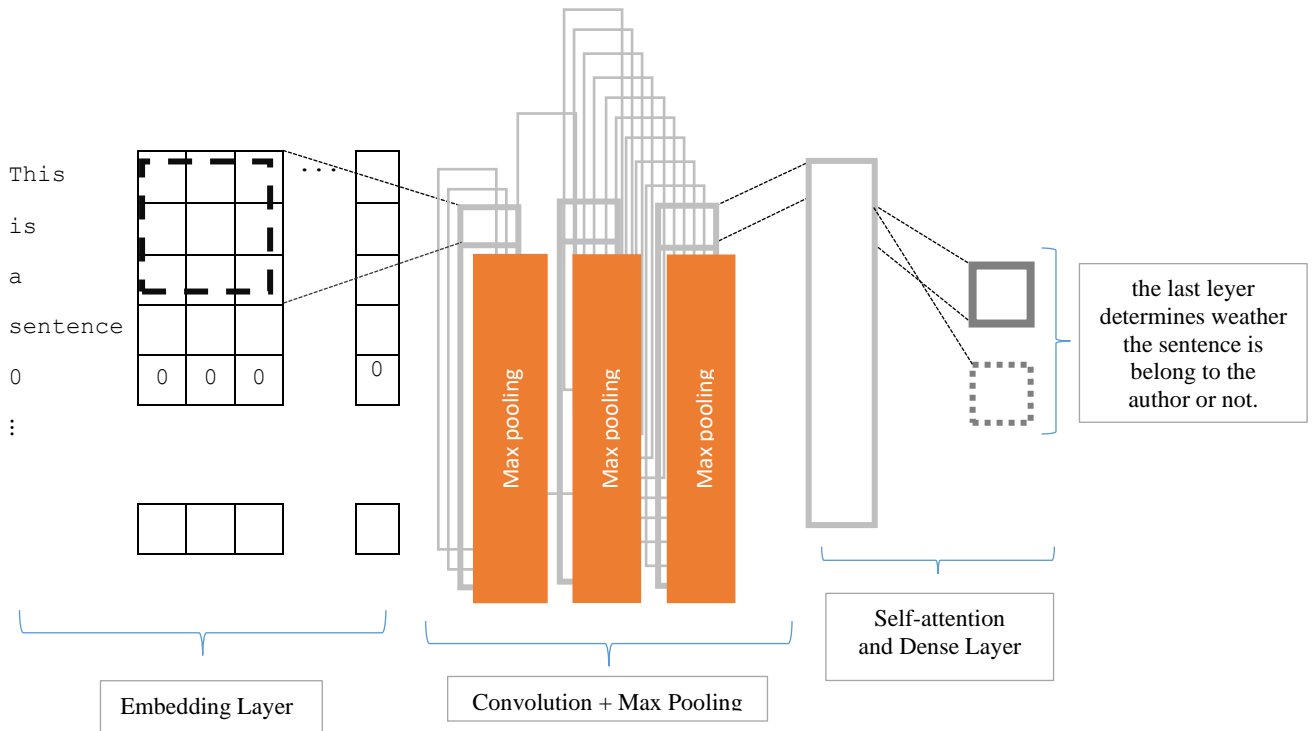 This
is
a
sentence
0
⋮
...
0 0 0 0
Max pooling
Max pooling
Max pooling
the last leyer
determines weather
the sentence is
belong to the
author or not.
Self-attention
and Dense Layer
Embedding Layer
Convolution + Max Pooling